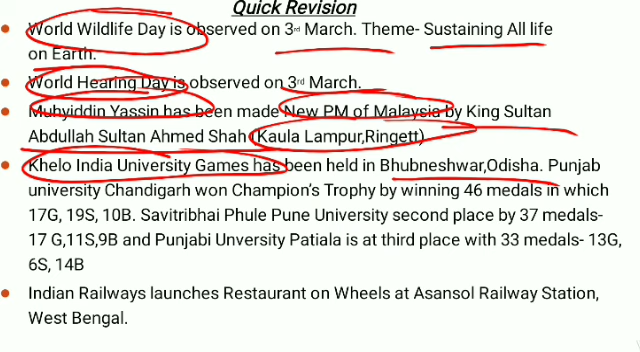 Quick Revision
World Wildlife Day is observed on 3rd March. Theme- Sustaining All life
on Earth.
World Hearing Day is observed on 3rd March.
Muhyiddin Yassin has been made New PM of Malaysia by King Sultan
Abdullah Sultan Ahmed Shah (Kaula Lampur,Ringett)
Khelo India University Games has been held in Bhubneshwar,Odisha. Punjab
university Chandigarh won Champion's Trophy by winning 46 medals in which
17G, 19S, 10B. Savitribhai Phule Pune University second place by 37 medals-
17 G,11S,9B and Punjabi Unversity Patiala is at third place with 33 medals- 13G,
6S, 14B
Indian Railways launches Restaurant on Wheels at Asansol Railway Station,
West Bengal.